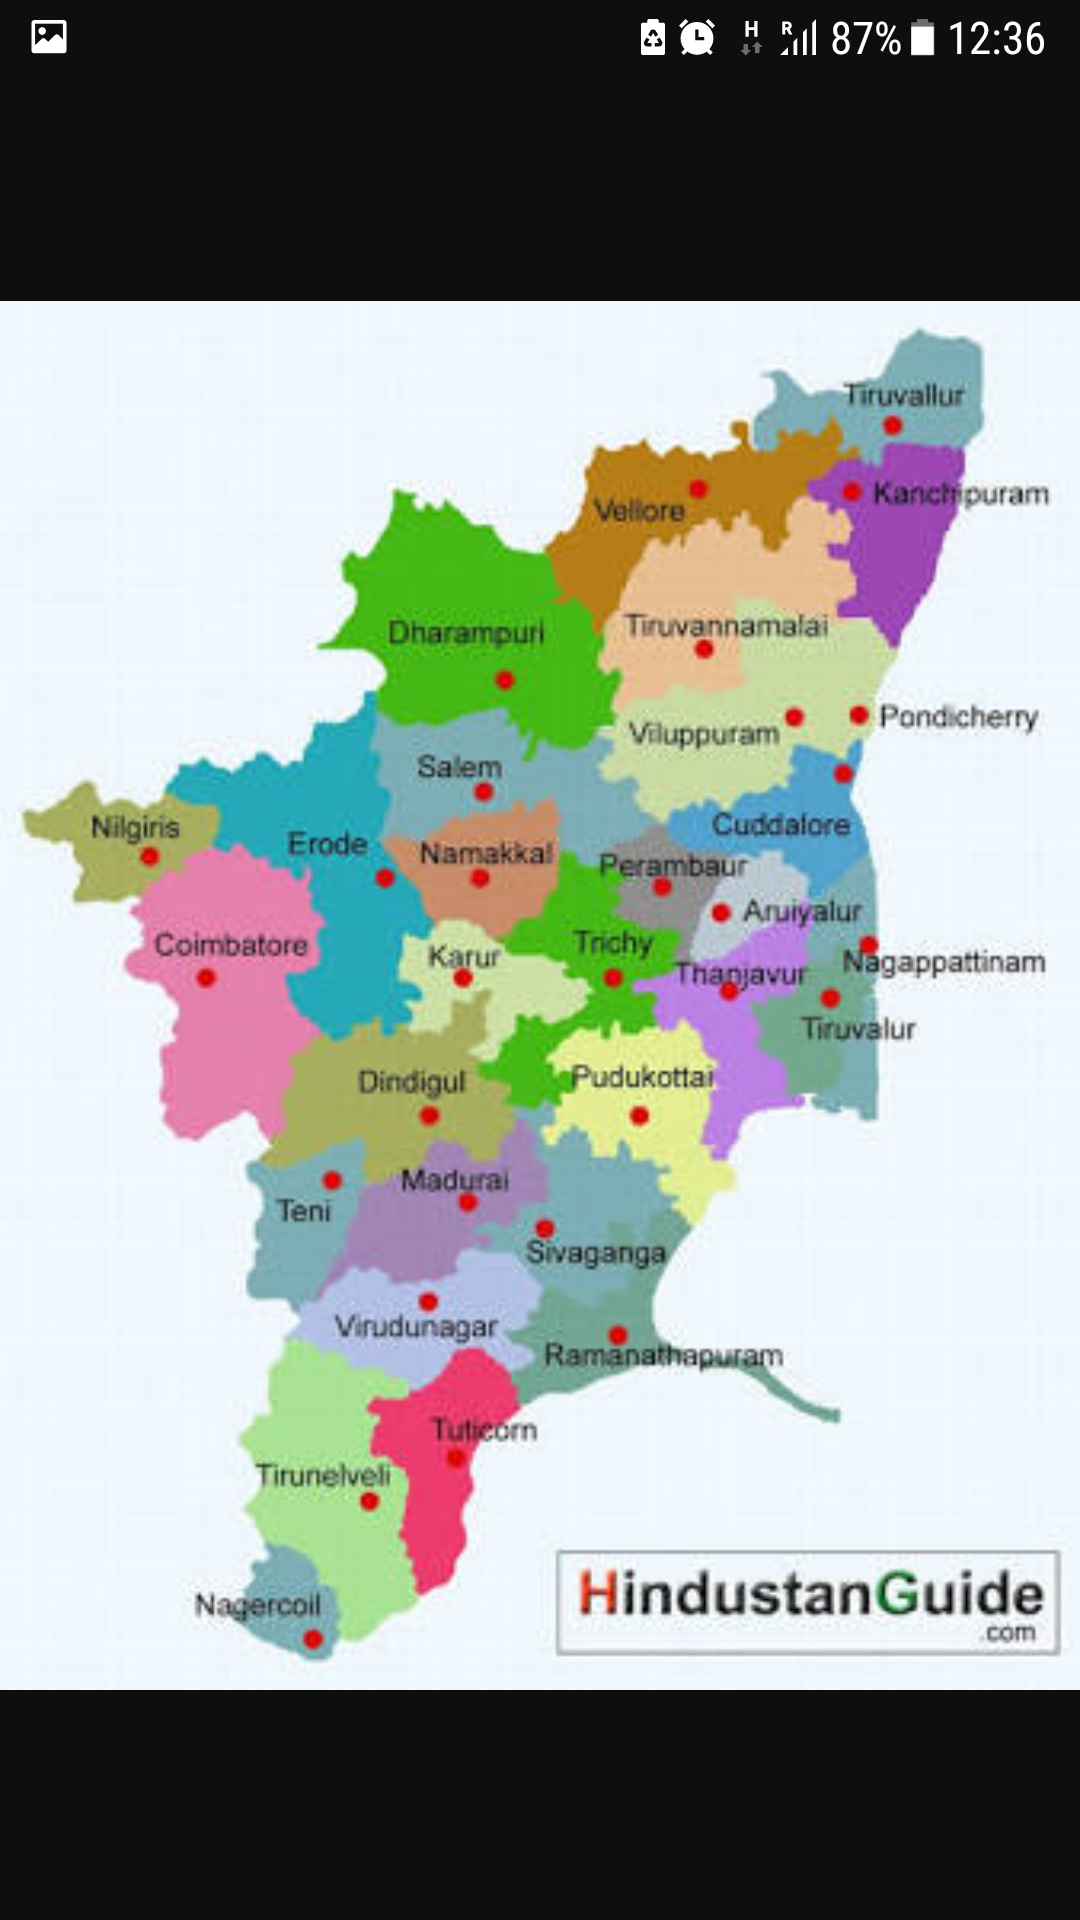 H R 87% 12:36
Tiruvallur
Kanchipuram
Vellore
Tiruvannamalai
Dharampuri
Pondicherry
Viluppuram
Salem
Cuddalore
Nilgiris
Erode
Namakkal
Perambaur
Aruiyalur
Coimbatore
Karur
Trichy
Nagappattinam
Thanjavur
Tiruvalur
Dindigul
Pudukottai
Madurai
Teni
Sivaganga
Virudunagar
Ramanathapuram
Tuticorn
Tirunelveli
Nagercoil
HindustanGuide
.com